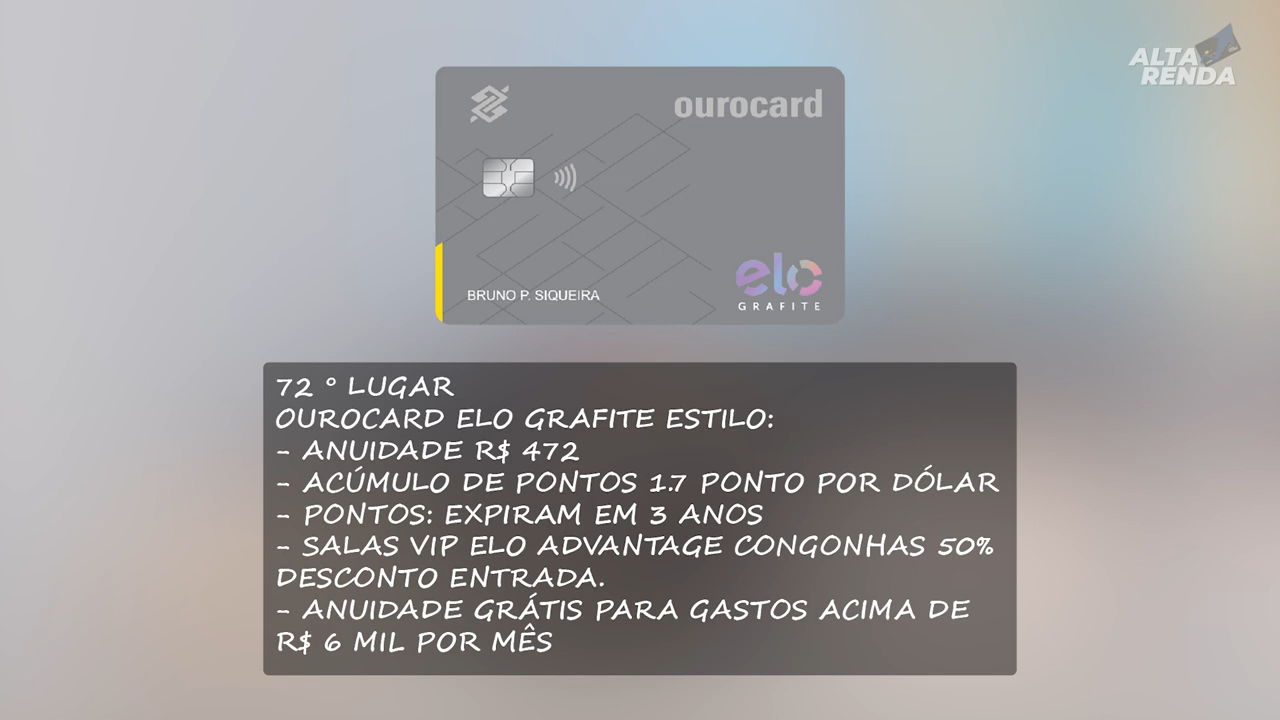 ALTA
RENDA
ourocard
elo
GRAFITE
BRUNO P. SIQUEIRA
72 º LUGAR
OUROCARD ELO GRAFITE ESTILO:
- ANUIDADE R$ 472
- ACÚMULO DE PONTOS 1.7 PONTO POR DÓLAR
- PONTOS: EXPIRAM EM 3 ANOS
- SALAS VIP ELO ADVANTAGE CONGONHAS 50%
DESCONTO ENTRADA.
- ANUIDADE GRÁTIS PARA GASTOS ACIMA DE
R$ 6 MIL POR MÊS